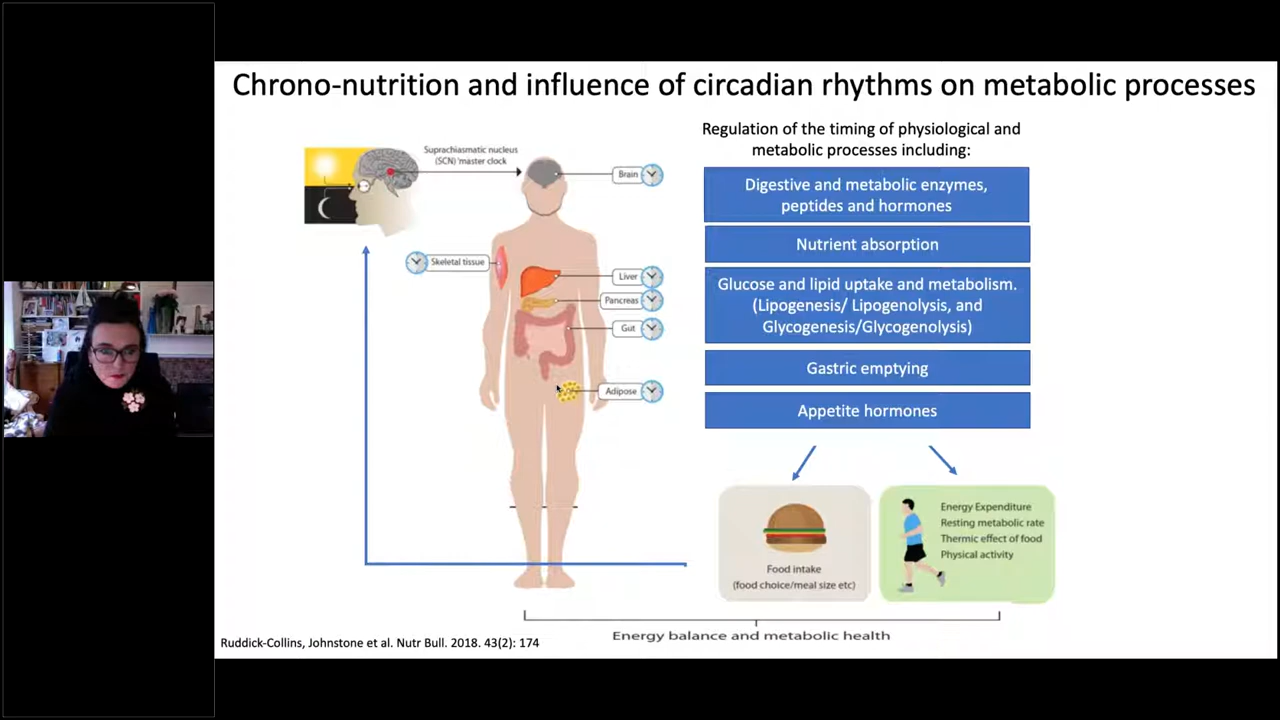 Chrono-nutrition and influence of circadian rhythms on metabolic processes
Suprachiasmatic nucleus
(SCN) 'master clock
Brain
Skeletal tissue
Liver
Pancreas
Gut
Adipose
Regulation of the timing of physiological and
metabolic processes including:
Digestive and metabolic enzymes,
peptides and hormones
Nutrient absorption
Glucose and lipid uptake and metabolism.
(Lipogenesis/ Lipogenolysis, and
Glycogenesis/Glycogenolysis)
Gastric emptying
Appetite hormones
Food intake
(food choice/meal size etc)
Energy Expenditure
Resting metabolic rate
Thermic effect of food
Physical activity
Energy balance and metabolic health
Ruddick-Collins, Johnstone et al. Nutr Bull. 2018. 43(2): 174